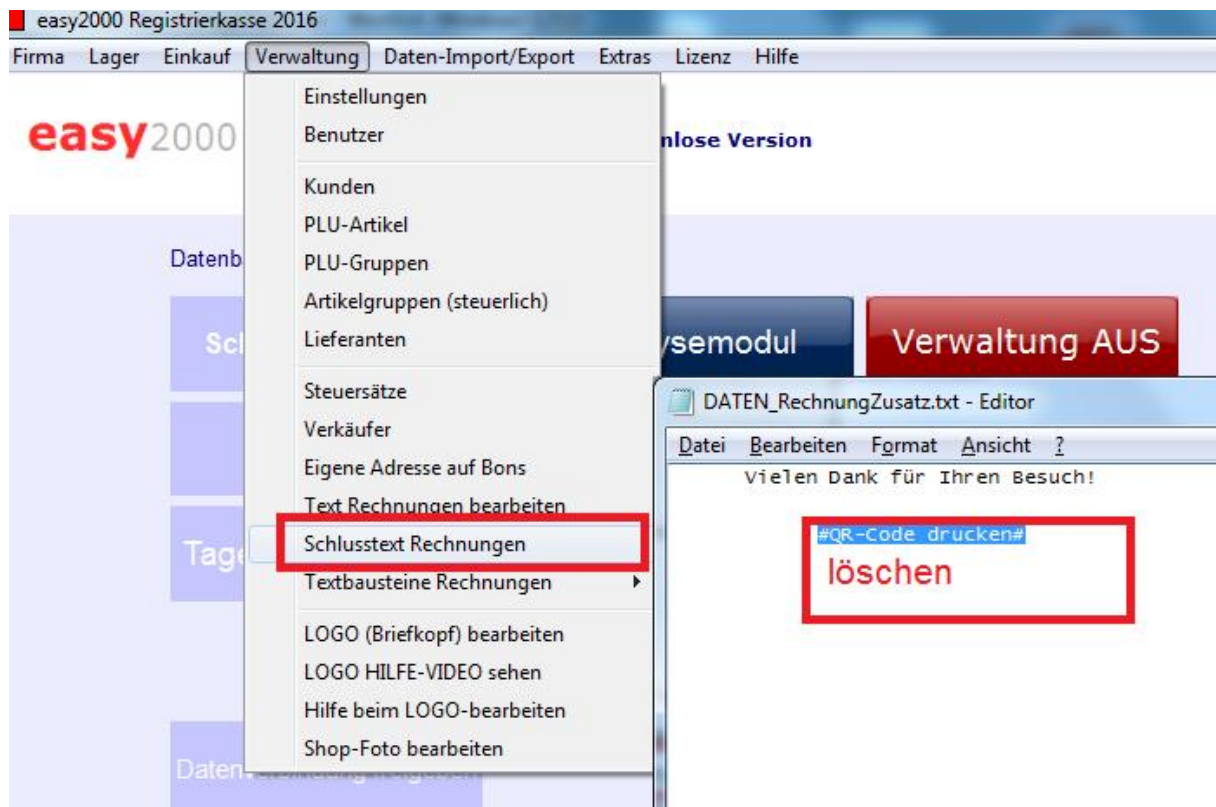 easy2000 Registrierkasse 2016
Firma Lager Einkauf Verwaltung Daten-Import/Export Extras Lizenz Hilfe
easy2000
nlose Version
Einstellungen
Benutzer
Kunden
PLU-Artikel
PLU-Gruppen
Artikelgruppen (steuerlich)
Lieferanten
Steuersätze
Verkäufer
Eigene Adresse auf Bons
Text Rechnungen bearbeiten
Schlusstext Rechnungen
Textbausteine Rechnungen
LOGO (Briefkopf) bearbeiten
LOGO HILFE-VIDEO sehen
Hilfe beim LOGO-bearbeiten
Shop-Foto bearbeiten
Datenb
Sch
Tage
ysemodul
Verwaltung AUS
DATEN_RechnungZusatz.txt - Editor
Datei Bearbeiten Format Ansicht ?
Vielen Dank für Ihren Besuch!
#QR-Code drucken#
löschen